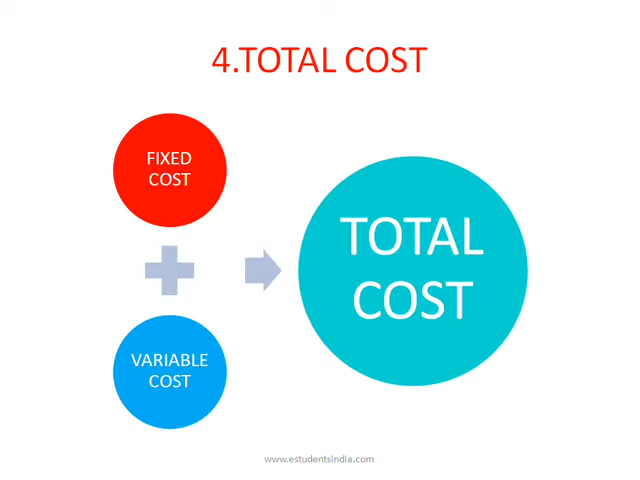 4.TOTAL COST
FIXED
COST
VARIABLE
COST
TOTAL
COST
www.estudentsindia.com